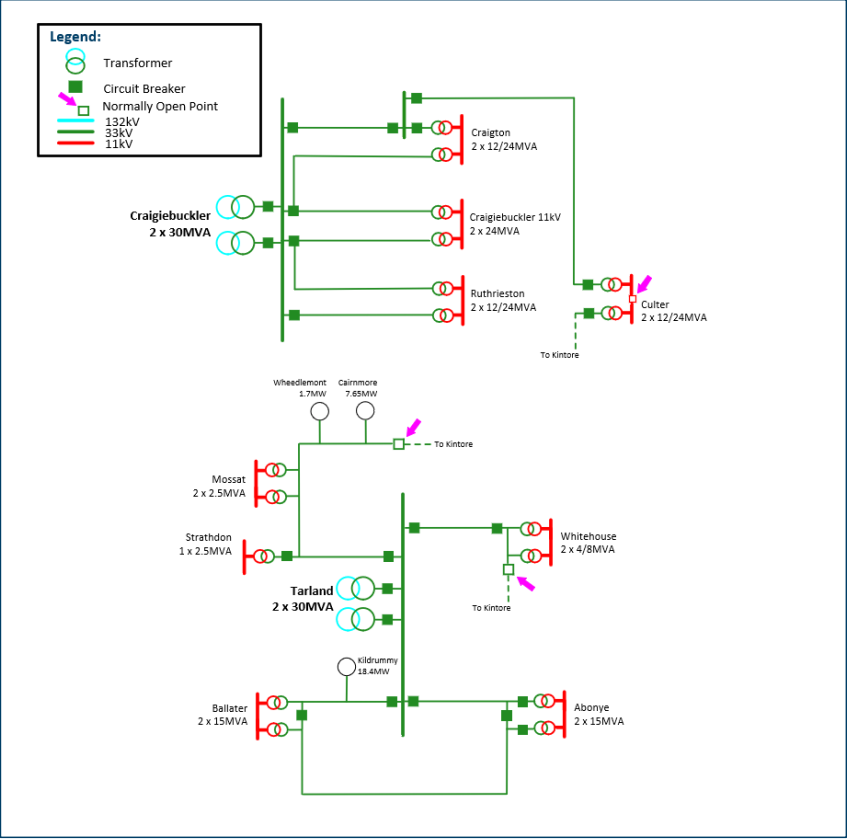 Legend:
Transformer
Circuit Breaker
Normally Open Point
132kV
33kV
11kV
Craigton
2 x 12/24MVA
Craigiebuckler
2 x 30MVA
Craigiebuckler 11kV
2 x 24MVA
Ruthrieston
2 x 12/24MVA
Culter
2 x 12/24MVA
To Kintore
Wheedlemont
1.7MW
Cairnmore
7.65MW
To Kintore
Mossat
2 x 2.5MVA
Strathdon
1 x 2.5MVA
Whitehouse
2 x 4/8MVA
Tarland
2 x 30MVA
To Kintore
Kildrummy
18.4MW
Ballater
2 x 15MVA
Abonye
2 x 15MVA